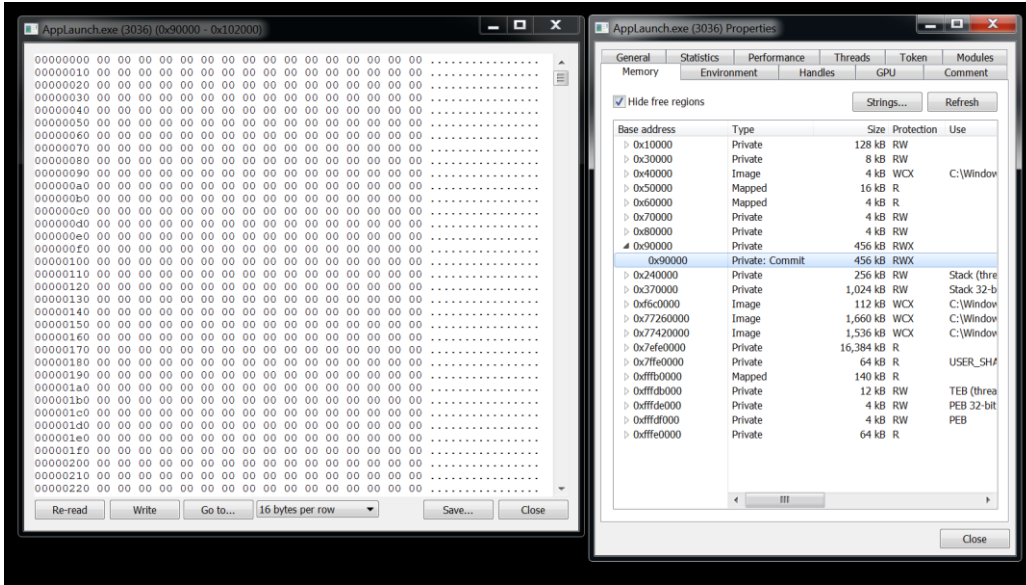 AppLaunch.exe (3036) (0x90000 - 0x102000)
00000000 00 00 00 00 00 00 00 00 00 00 00 00 00 00 00 00 ................
00000010 00 00 00 00 00 00 00 00 00 00 00 00 00 00 00 00 ................
00000020 00 00 00 00 00 00 00 00 00 00 00 00 00 00 00 00 ................
00000030 00 00 00 00 00 00 00 00 00 00 00 00 00 00 00 00 ................
00000040 00 00 00 00 00 00 00 00 00 00 00 00 00 00 00 00 ................
00000050 00 00 00 00 00 00 00 00 00 00 00 00 00 00 00 00 ................
00000060 00 00 00 00 00 00 00 00 00 00 00 00 00 00 00 00 ................
00000070 00 00 00 00 00 00 00 00 00 00 00 00 00 00 00 00 ................
00000080 00 00 00 00 00 00 00 00 00 00 00 00 00 00 00 00 ................
00000090 00 00 00 00 00 00 00 00 00 00 00 00 00 00 00 00 ................
000000a0 00 00 00 00 00 00 00 00 00 00 00 00 00 00 00 00 ................
000000b0 00 00 00 00 00 00 00 00 00 00 00 00 00 00 00 00 ................
000000c0 00 00 00 00 00 00 00 00 00 00 00 00 00 00 00 00 ................
000000d0 00 00 00 00 00 00 00 00 00 00 00 00 00 00 00 00 ................
000000e0 00 00 00 00 00 00 00 00 00 00 00 00 00 00 00 00 ................
000000f0 00 00 00 00 00 00 00 00 00 00 00 00 00 00 00 00 ................
00000100 00 00 00 00 00 00 00 00 00 00 00 00 00 00 00 00 ................
00000110 00 00 00 00 00 00 00 00 00 00 00 00 00 00 00 00 ................
00000120 00 00 00 00 00 00 00 00 00 00 00 00 00 00 00 00 ................
00000130 00 00 00 00 00 00 00 00 00 00 00 00 00 00 00 00 ................
00000140 00 00 00 00 00 00 00 00 00 00 00 00 00 00 00 00 ................
00000150 00 00 00 00 00 00 00 00 00 00 00 00 00 00 00 00 ................
00000160 00 00 00 00 00 00 00 00 00 00 00 00 00 00 00 00 ................
00000170 00 00 00 00 00 00 00 00 00 00 00 00 00 00 00 00 ................
00000180 00 00 00 00 00 00 00 00 00 00 00 00 00 00 00 00 ................
00000190 00 00 00 00 00 00 00 00 00 00 00 00 00 00 00 00 ................
000001a0 00 00 00 00 00 00 00 00 00 00 00 00 00 00 00 00 ................
000001b0 00 00 00 00 00 00 00 00 00 00 00 00 00 00 00 00 ................
000001c0 00 00 00 00 00 00 00 00 00 00 00 00 00 00 00 00 ................
000001d0 00 00 00 00 00 00 00 00 00 00 00 00 00 00 00 00 ................
000001e0 00 00 00 00 00 00 00 00 00 00 00 00 00 00 00 00 ................
000001f0 00 00 00 00 00 00 00 00 00 00 00 00 00 00 00 00 ................
00000200 00 00 00 00 00 00 00 00 00 00 00 00 00 00 00 00 ................
00000210 00 00 00 00 00 00 00 00 00 00 00 00 00 00 00 00 ................
00000220 00 00 00 00 00 00 00 00 00 00 00 00 00 00 00 00 ................
Re-read Write Go to... 16 bytes per row Save... Close
AppLaunch.exe (3036) Properties
General Statistics Performance Threads Token Modules
Memory Environment Handles GPU Comment
Hide free regions Strings... Refresh
Base address Type Size Protection Use
0x10000 Private 128 kB RW
0x30000 Private 8 kB RW
0x40000 Image 4 kB WCX C:\Window
0x50000 Mapped 16 kB R
0x60000 Mapped 4 kB R
0x70000 Private 4 kB RW
0x80000 Private 4 kB RW
0x90000 Private 456 kB RWX
0x90000 Private: Commit 456 kB RWX
0x240000 Private 256 kB RW Stack (thre
0x370000 Private 1,024 kB RW Stack 32-b
0xf6c0000 Image 112 kB WCX C:\Window
0x77260000 Image 1,660 kB WCX C:\Window
0x77420000 Image 1,536 kB WCX C:\Window
0x7efe0000 Private 16,384 kB R
0x7ffe0000 Private 64 kB R USER_SHA
0xfffb0000 Mapped 140 kB R
0xfffdb000 Private 12 kB RW TEB (threa
0xfffde000 Private 4 kB RW PEB 32-bit
0xfffdf000 Private 4 kB RW PEB
0xfffe0000 Private 64 kB R
Close